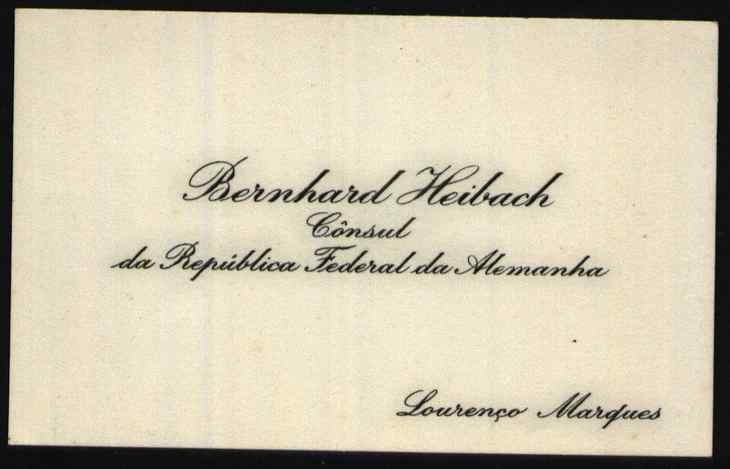 Bernhard Heibach
Cônsul
da República Federal da Alemanha
Lourenço Marques